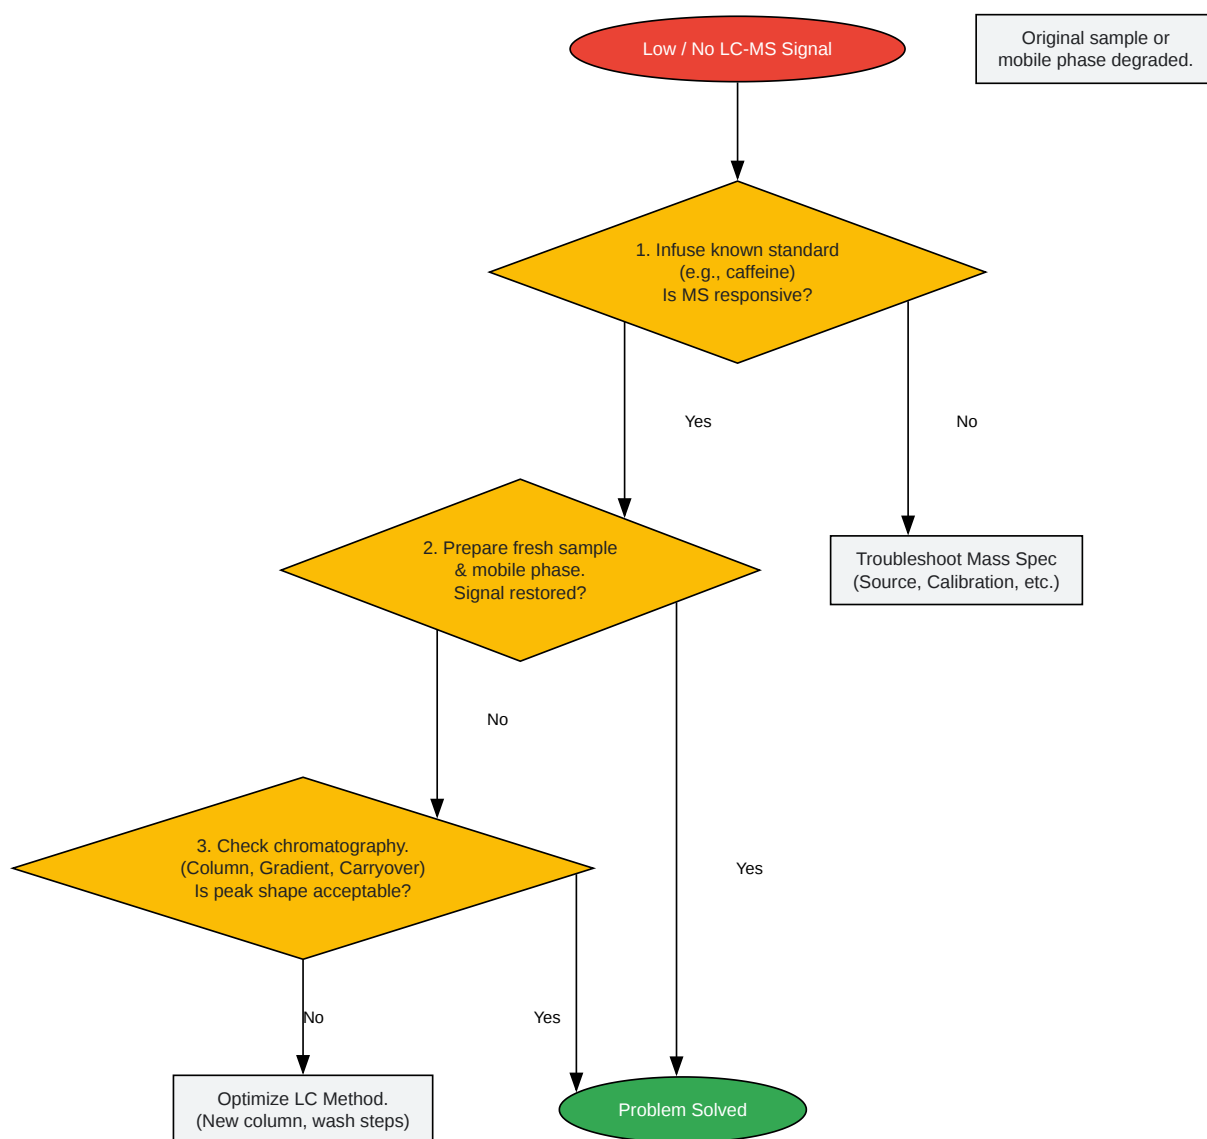 Low / No LC-MS Signal
Original sample or
mobile phase degraded.
1. Infuse known standard
(e.g., caffeine)
Is MS responsive?
Yes
No
2. Prepare fresh sample
& mobile phase.
Signal restored?
Troubleshoot Mass Spec
(Source, Calibration, etc.)
No
3. Check chromatography.
(Column, Gradient, Carryover)
Is peak shape acceptable?
Yes
No
Yes
Optimize LC Method.
(New column, wash steps)
Problem Solved